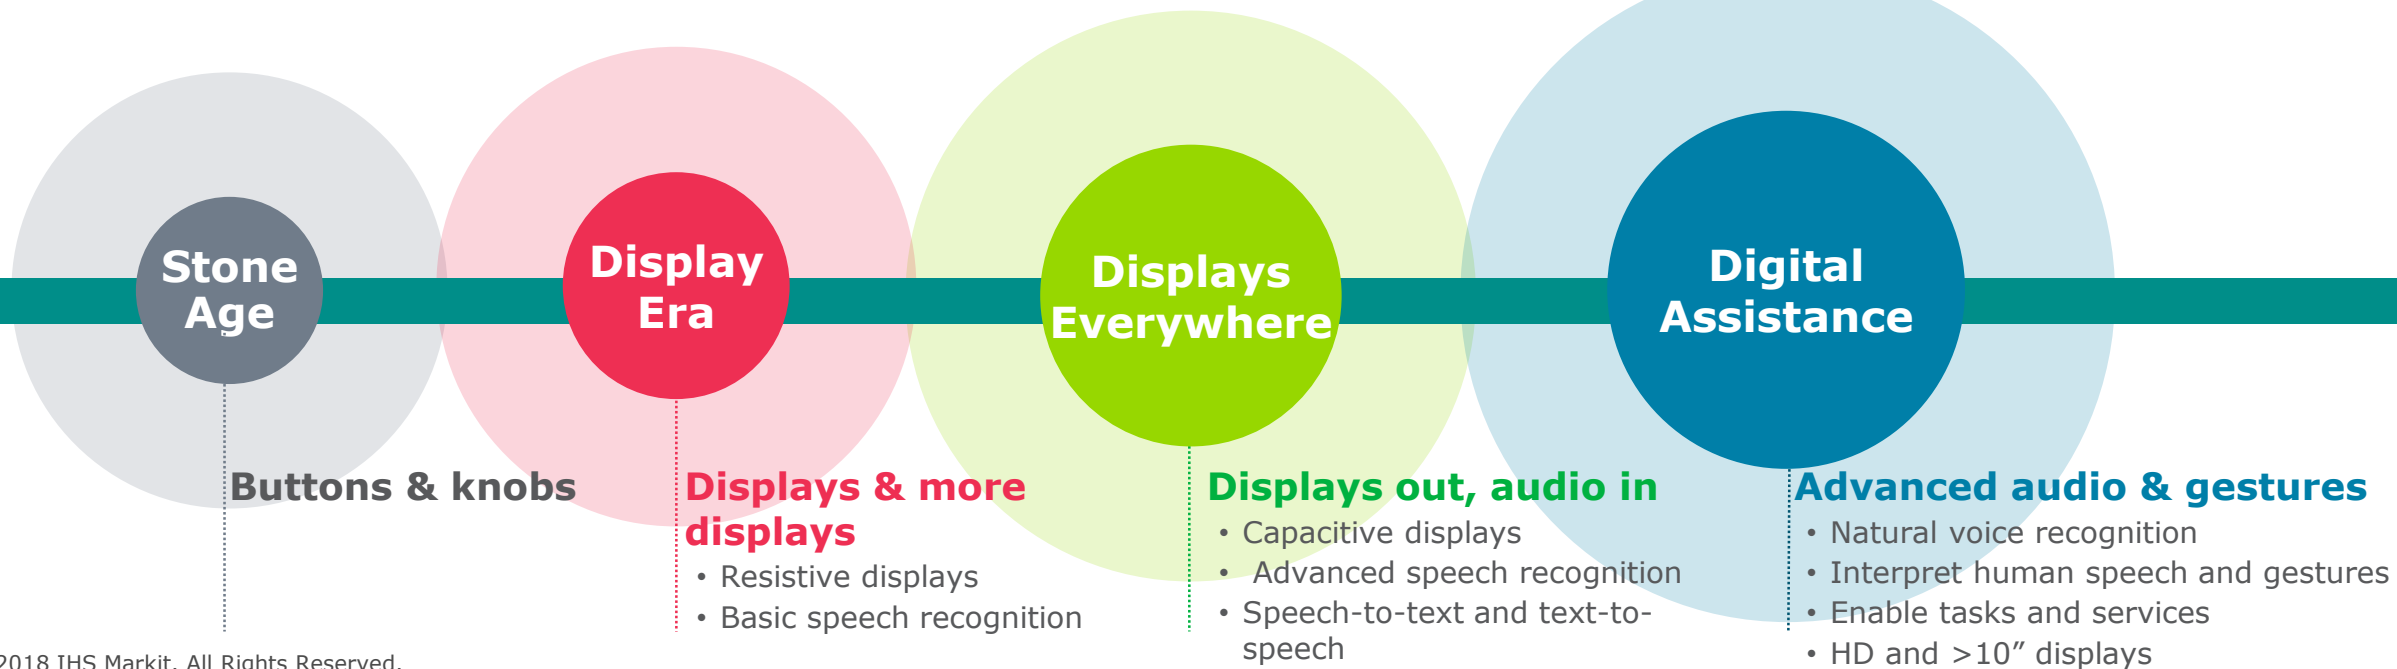 Stone
Age
Display
Era
Displays
Everywhere
Digital
Assistance
Buttons & knobs
Displays & more
displays
• Resistive displays
• Basic speech recognition
Displays out, audio in
• Capacitive displays
• Advanced speech recognition
• Speech-to-text and text-to-
speech
Advanced audio & gestures
• Natural voice recognition
• Interpret human speech and gestures
• Enable tasks and services
• HD and >10” displays
2018 IHS Markit. All Rights Reserved.